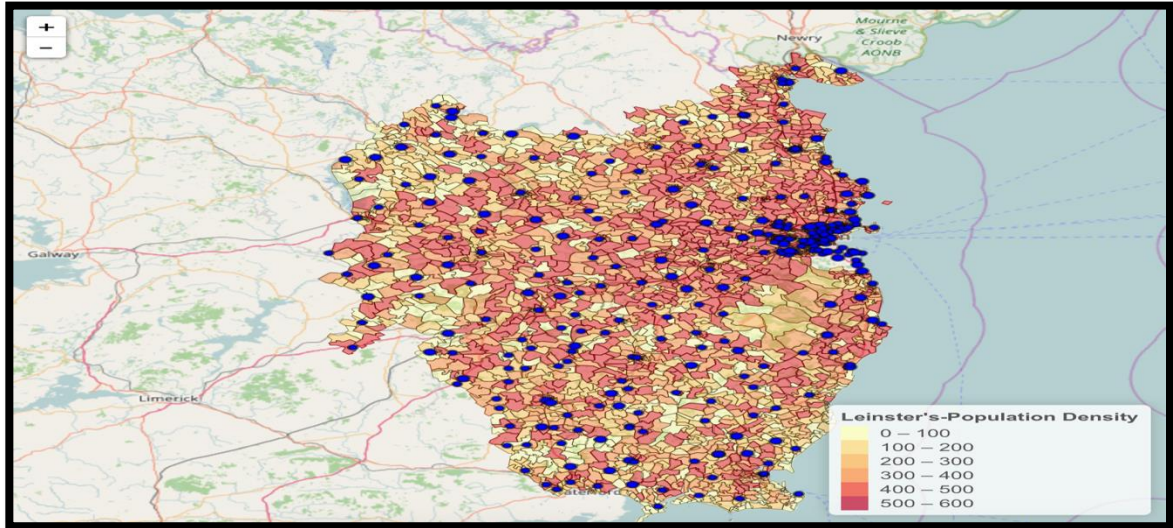 +
−
Newry
Mourne
& Slieve
Croob
AONB
Galway
Limerick
Leinster's-Population Density
0 – 100
100 – 200
200 – 300
300 – 400
400 – 500
500 – 600